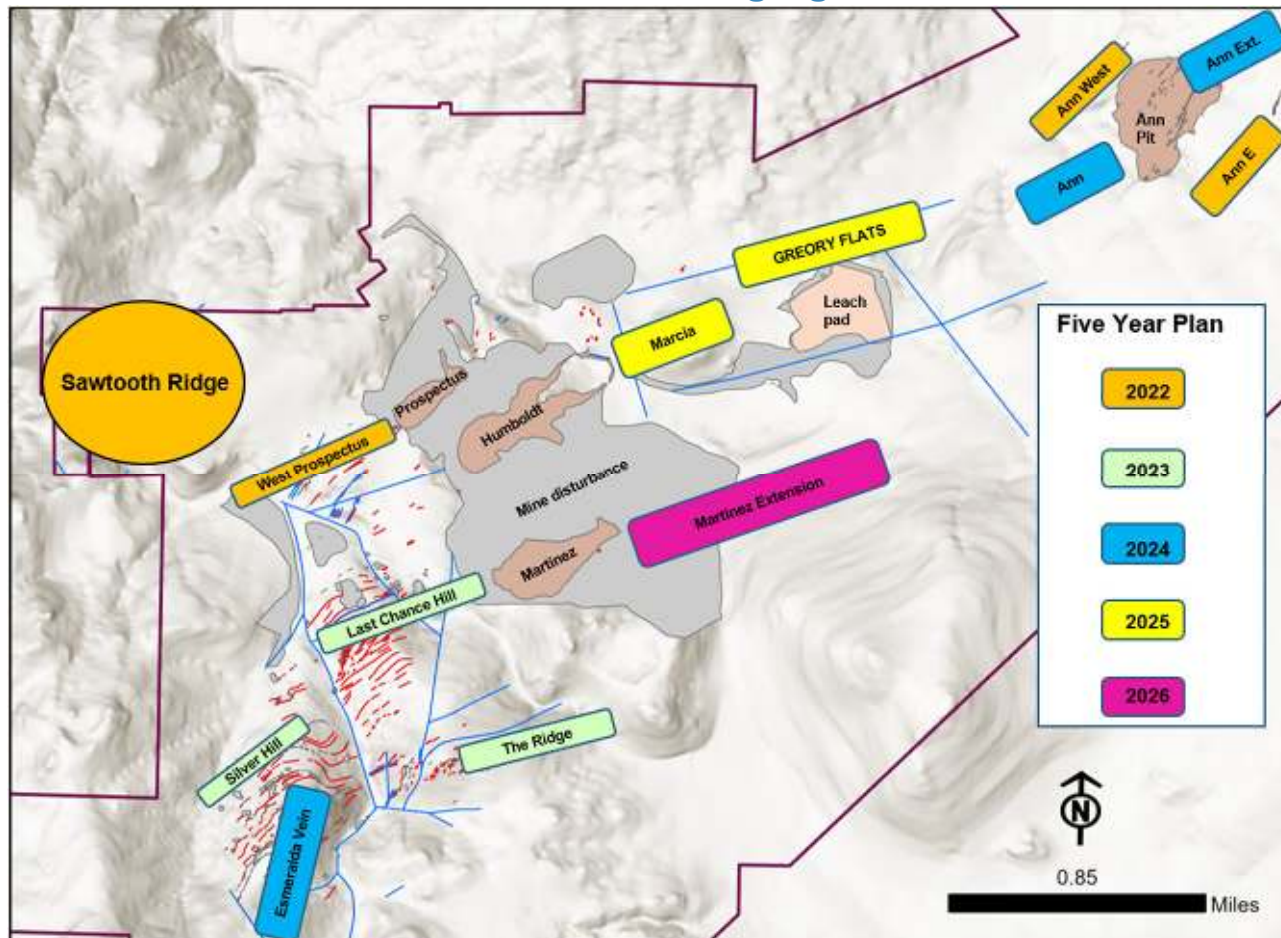 Ann West
Ann Ext.
Ann
Pit
Ann
Ann E
GREORY FLATS
Leach
pad
Marcia
Sawtooth Ridge
Prospectus
Humboldt
West Prospectus
Mine disturbance
Martinez Extension
Martinez
Last Chance Hill
The Ridge
Silver Hill
Esmeralda Vein
Five Year Plan
2022
2023
2024
2025
2026
N
0.85
Miles